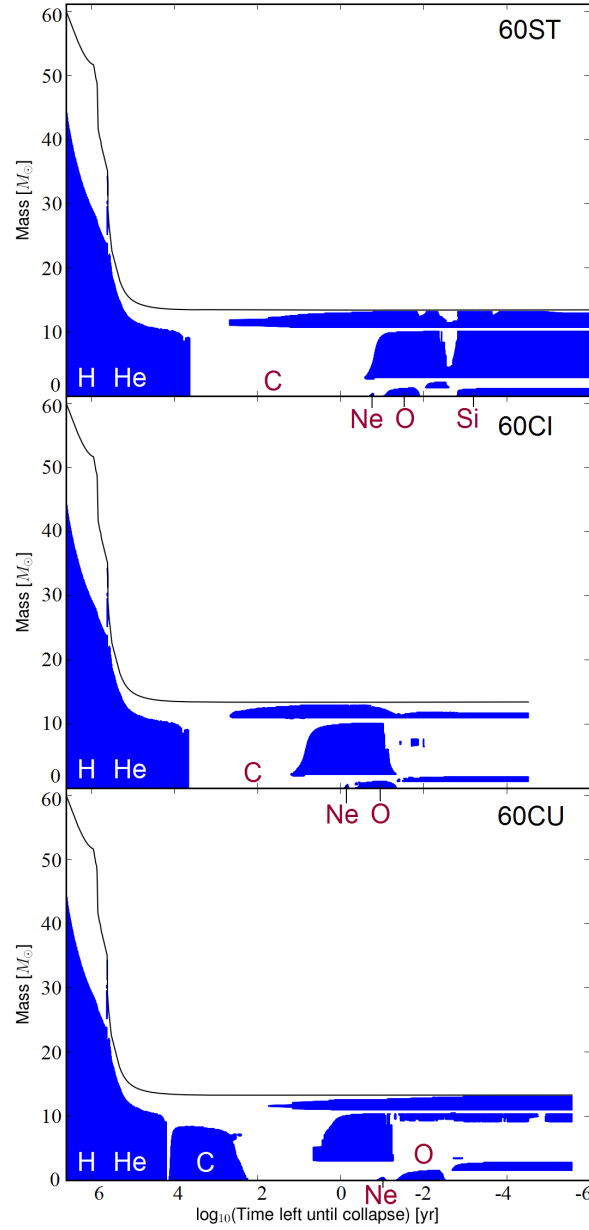 60ST
60
50
40
30
20
10
0
Mass [M⊙]
H He C
Ne O Si
60CI
60
50
40
30
20
10
0
Mass [M⊙]
H He C
Ne O
60CU
60
50
40
30
20
10
0
Mass [M⊙]
H He C O
Ne
6 4 2 0 -2 -4 -6
log₁₀(Time left until collapse) [yr]